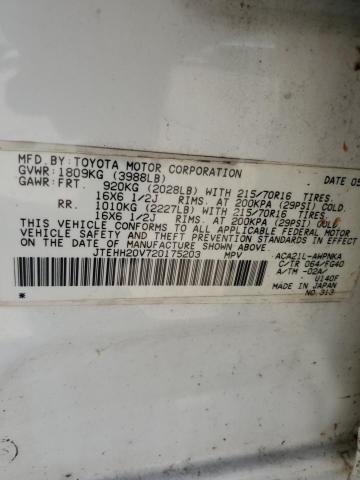 MFD.BY:TOYOTA MOTOR CORPORATION DATE 05
GVWR:1809KG (3988LB)
GAWR:FRT. 920KG (2028LB) WITH 215/70R16 TIRES,
16X6 1/2J RIMS, AT 200KPA (29PSI) COLD.
RR. 1010KG (2227LB) WITH 215/70R16 TIRES,
16X6 1/2J RIMS, AT 200KPA (29PSI) COLD
THIS VEHICLE CONFORMS TO ALL APPLICABLE FEDERAL MOTOR
VEHICLE SAFETY AND THEFT PREVENTION STANDARDS IN EFFECT
ON THE DATE OF MANUFACTURE SHOWN ABOVE.
JTEHH20V720175203 MPV ACA21L-AWPNKA
C/TR 064/FG40
A/TM -02A/
U140F
MADE IN JAPAN
* NO.313